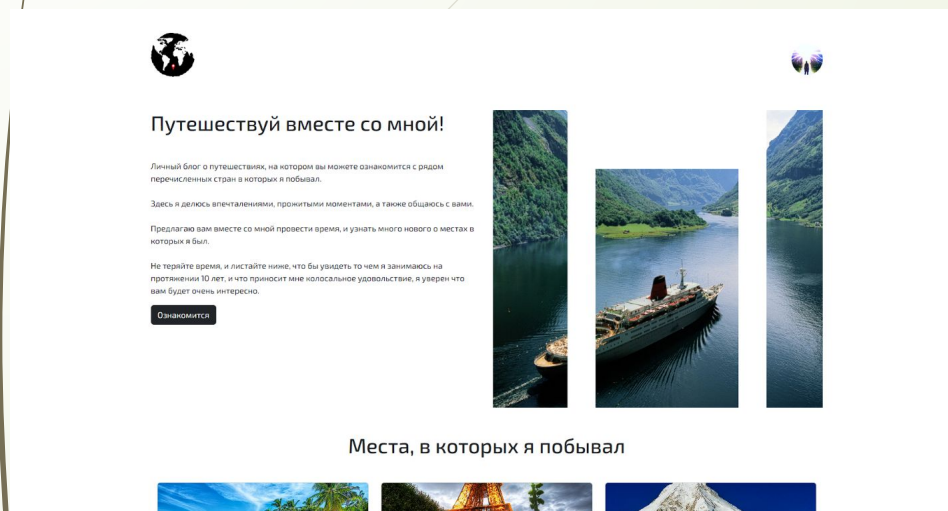 Путешествуй вместе со мной!
Личный блог о путешествиях, на котором вы можете ознакомится с рядом
перечисленных стран в которых я побывал.
Здесь я делюсь впечталениями, прожитыми моментами, а также общаюсь с вами.
Предлагаю вам вместе со мной провести время, и узнать много нового о местах в
которых я был.
Не теряйте время, и листайте ниже, что бы увидеть то чем я занимаюсь на
протяжении 10 лет, и что приносит мне колосальное удовольствие, я уверен что
вам будет очень интересно.
Ознакомится
Места, в которых я побывал